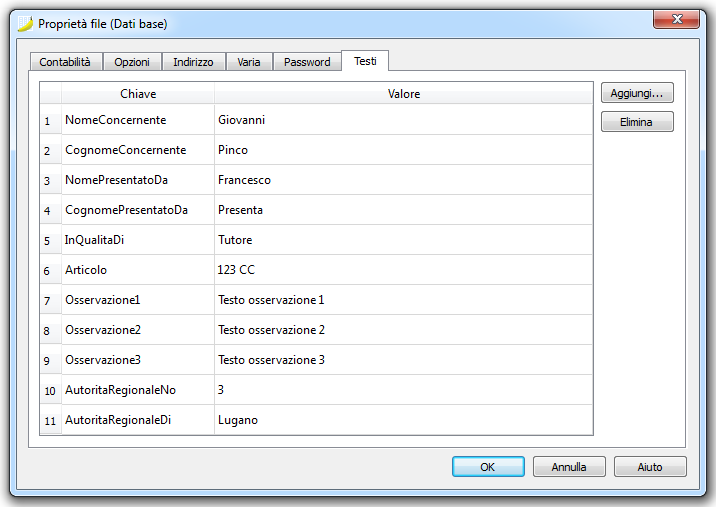 Proprietà file (Dati base)
Contabilità Opzioni Indirizzo Varia Password Testi
Chiave Valore Aggiungi...
1 NomeConcernente Giovanni Elimina
2 CognomeConcernente Pinco
3 NomePresentatoDa Francesco
4 CognomePresentatoDa Presenta
5 InQualitaDi Tutore
6 Articolo 123 CC
7 Osservazione1 Testo osservazione 1
8 Osservazione2 Testo osservazione 2
9 Osservazione3 Testo osservazione 3
10 AutoritaRegionaleNo 3
11 AutoritaRegionaleDi Lugano
OK Annulla Aiuto